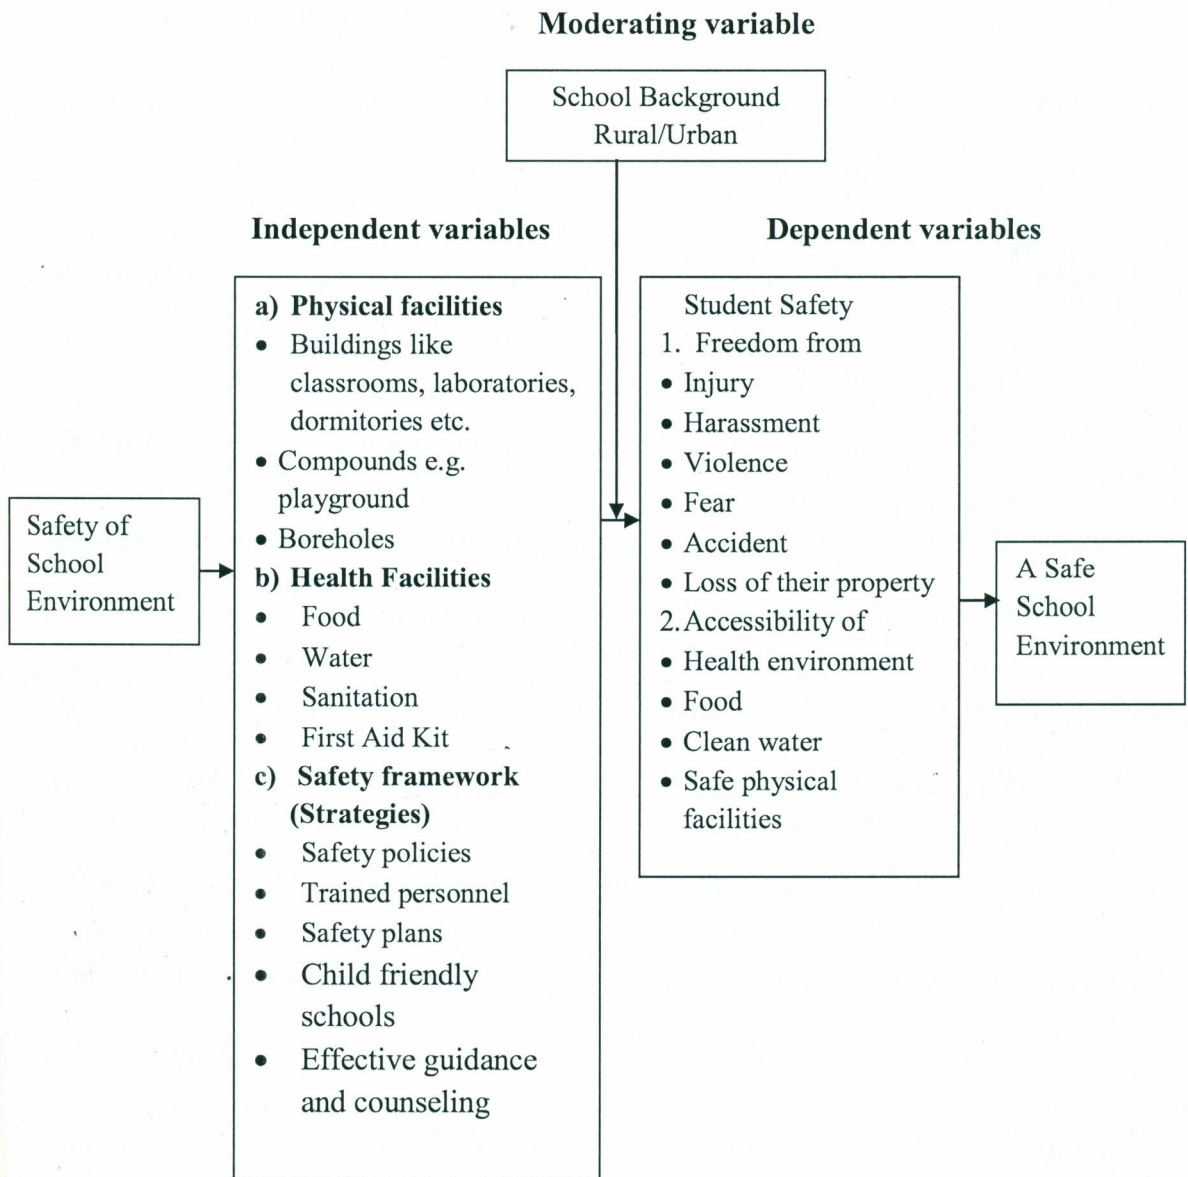 Moderating variable
School Background
Rural/Urban
Independent variables
Dependent variables
Safety of
School
Environment
a) Physical facilities
• Buildings like
classrooms, laboratories,
dormitories etc.
• Compounds e.g.
playground
• Boreholes
b) Health Facilities
• Food
• Water
• Sanitation
• First Aid Kit
c) Safety framework
(Strategies)
• Safety policies
• Trained personnel
• Safety plans
• Child friendly
schools
• Effective guidance
and counseling
Student Safety
1. Freedom from
• Injury
• Harassment
• Violence
• Fear
• Accident
• Loss of their property
2.Accessibility of
• Health environment
• Food
• Clean water
• Safe physical
facilities
A Safe
School
Environment